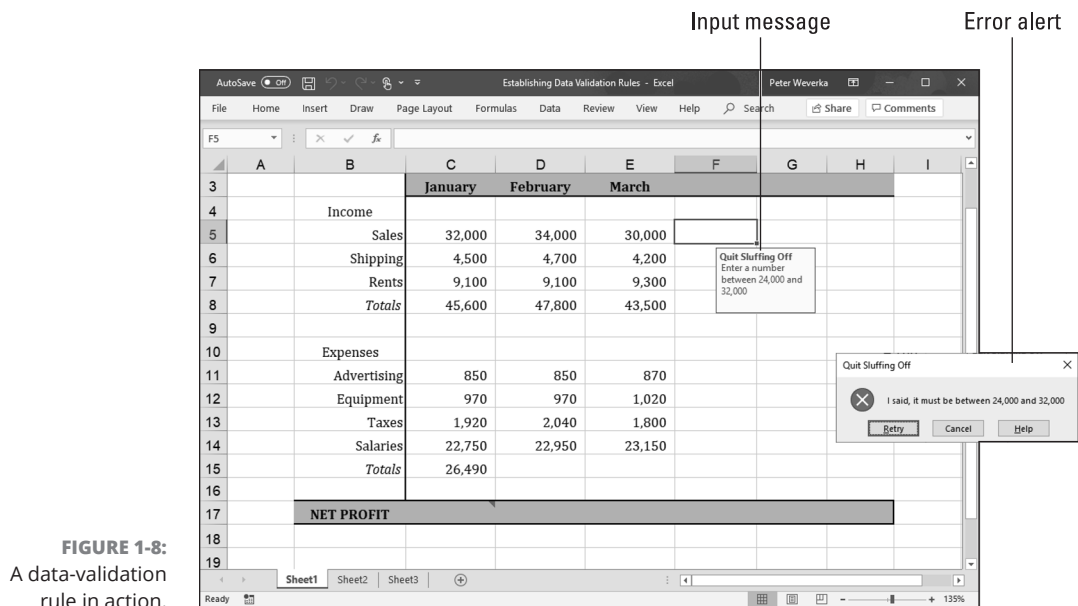 Input message Error alert
AutoSave Off Establishing Data Validation Rules - Excel Peter Weverka
File Home Insert Draw Page Layout Formulas Data Review View Help Search Share Comments
F5 fx
A B C D E F G H I
3 January February March
4 Income
5 Sales 32,000 34,000 30,000
6 Shipping 4,500 4,700 4,200
7 Rents 9,100 9,100 9,300
8 Totals 45,600 47,800 43,500
Quit Sluffing Off
Enter a number
between 24,000 and
32,000
9
10 Expenses
11 Advertising 850 850 870
12 Equipment 970 970 1,020
13 Taxes 1,920 2,040 1,800
14 Salaries 22,750 22,950 23,150
15 Totals 26,490
Quit Sluffing Off
I said, it must be between 24,000 and 32,000
Retry Cancel Help
16
17 NET PROFIT
18
19
Sheet1 Sheet2 Sheet3
Ready 135%
FIGURE 1-8:
A data-validation
rule in action.